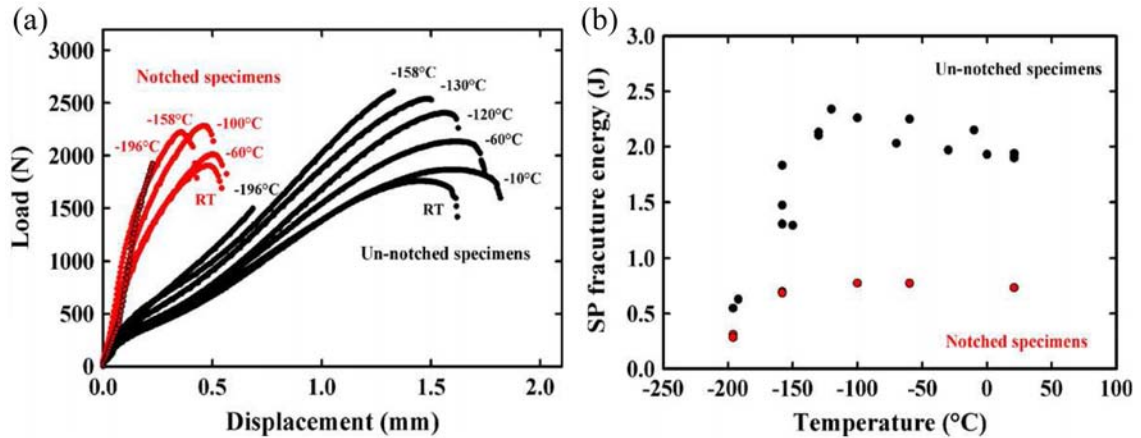 (a)
3000
2500
2000
1500
1000
500
0
Load (N)
Notched specimens
-158°C
-100°C
-196°C
-60°C
RT
-196°C
-158°C
-130°C
-120°C
-60°C
-10°C
RT
Un-notched specimens
0.0 0.5 1.0 1.5 2.0
Displacement (mm)
(b)
3.0
2.5
2.0
1.5
1.0
0.5
0.0
SP fracuture energy (J)
Un-notched specimens
Notched specimens
-250 -200 -150 -100 -50 0 50 100
Temperature (°C)